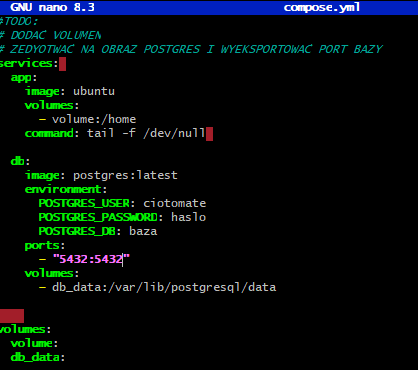 GNU nano 8.3 compose.yml
#TODO:
# DODAC VOLUMEN
# ZEDYOTWAC NA OBRAZ POSTGRES I WYEKSPORTOWAC PORT BAZY
services:
app:
image: ubuntu
volumes:
- volume:/home
command: tail -f /dev/null
db:
image: postgres:latest
environment:
POSTGRES_USER: ciotomate
POSTGRES_PASSWORD: haslo
POSTGRES_DB: baza
ports:
- "5432:5432"
volumes:
- db_data:/var/lib/postgresql/data
volumes:
volume:
db_data: